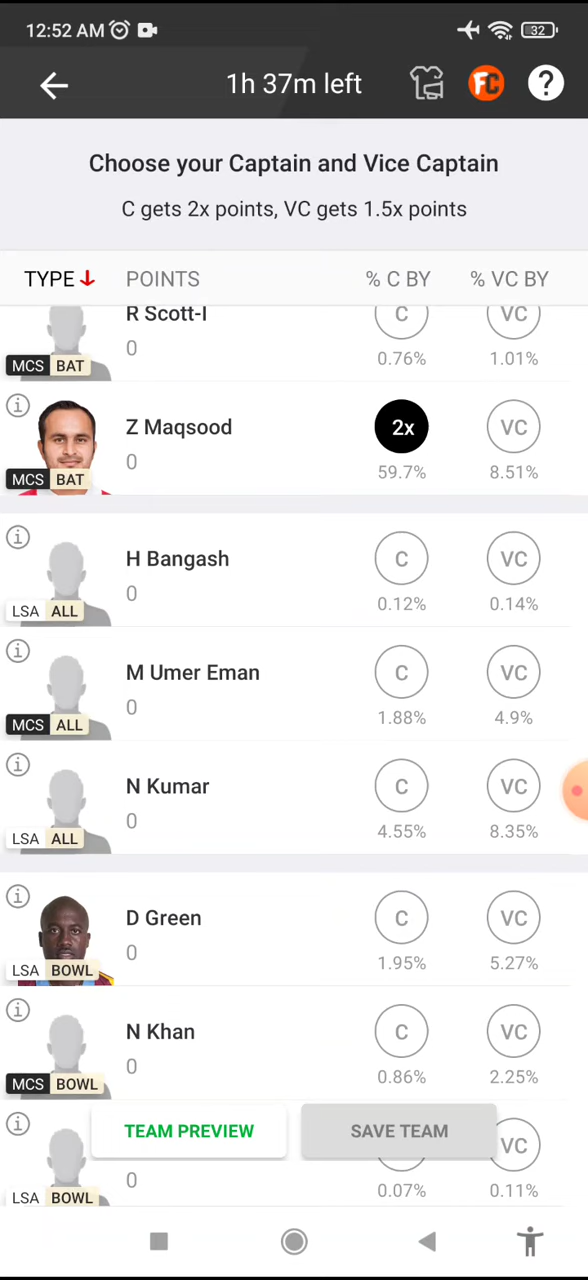 12:52 AM 32
1h 37m left FC ?
Choose your Captain and Vice Captain
C gets 2x points, VC gets 1.5x points
TYPE POINTS % C BY % VC BY
R Scott-I C VC
0
0.76% 1.01%
MCS BAT
i
Z Maqsood 2x VC
0
59.7% 8.51%
MCS BAT
i
H Bangash C VC
0
0.12% 0.14%
LSA ALL
i
M Umer Eman C VC
0
1.88% 4.9%
MCS ALL
i
N Kumar C VC
0
4.55% 8.35%
LSA ALL
i
D Green C VC
0
1.95% 5.27%
LSA BOWL
i
N Khan C VC
0
0.86% 2.25%
MCS BOWL
i
TEAM PREVIEW SAVE TEAM VC
0
0.07% 0.11%
LSA BOWL